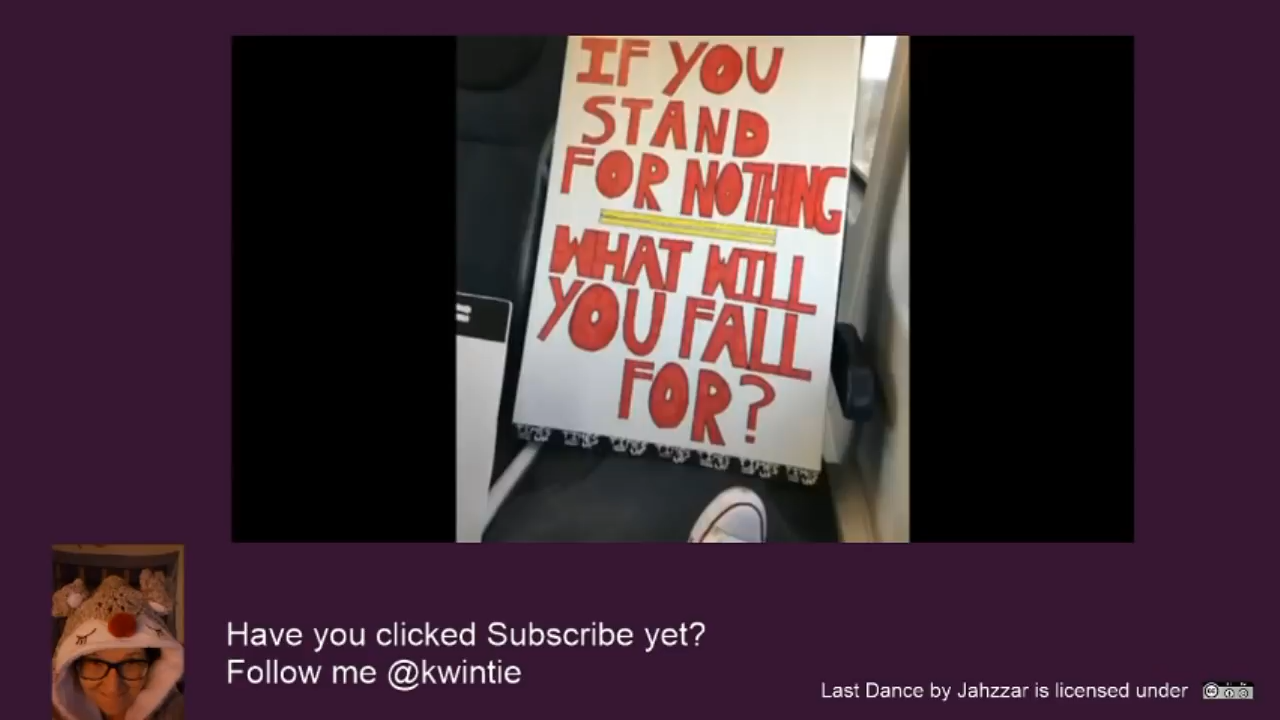 IF YOU
STAND
FOR NOTHING
WHAT WILL
YOU FALL
FOR?
Have you clicked Subscribe yet?
Follow me @kwintie
Last Dance by Jahzzar is licensed under